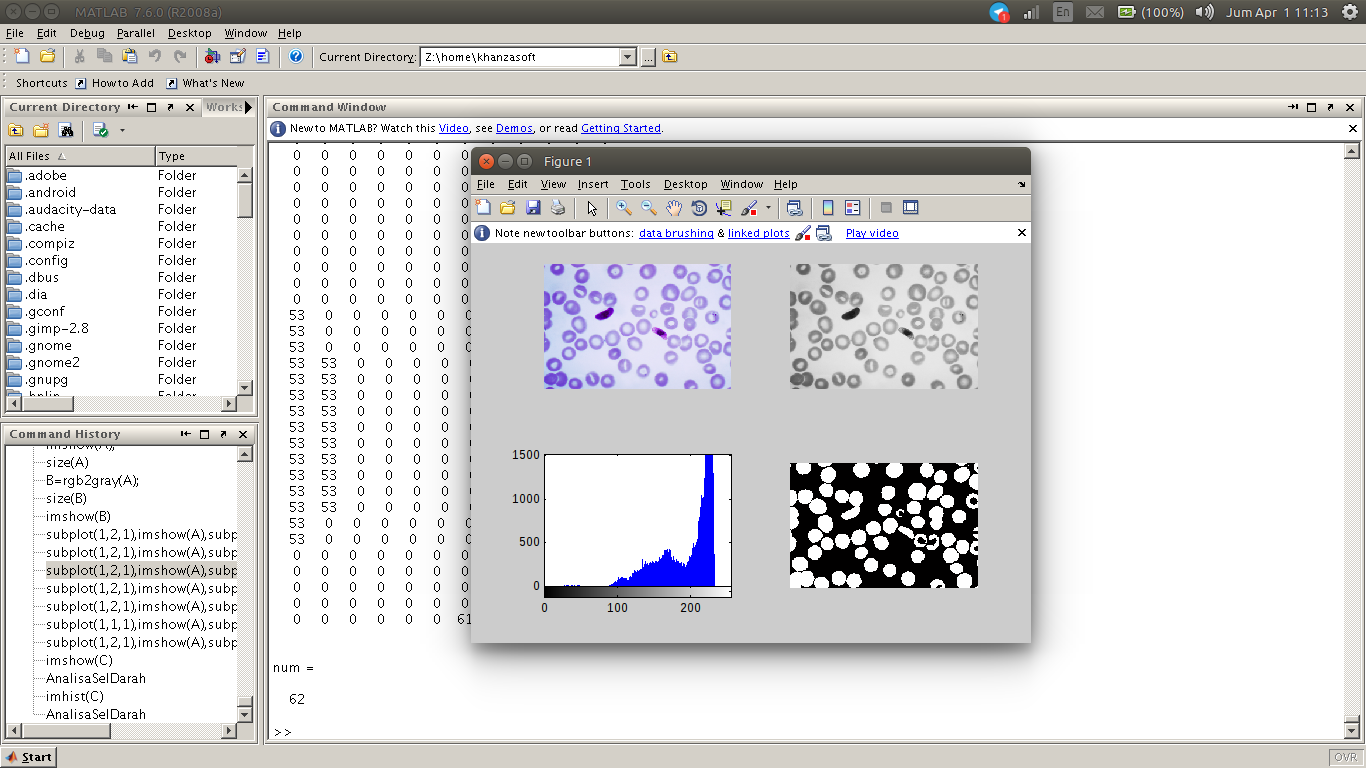 MATLAB 7.6.0 (R2008a)
1 En (100%) Jum Apr 1 11:13
File Edit Debug Parallel Desktop Window Help
Current Directory: Z:\home\khanzasoft ...
Shortcuts How to Add What's New
Current Directory Works
All Files Type
.adobe Folder
.android Folder
.audacity-data Folder
.cache Folder
.compiz Folder
.config Folder
.dbus Folder
.dia Folder
.gconf Folder
.gimp-2.8 Folder
.gnome Folder
.gnome2 Folder
.gnupg Folder
Command History
imshow(A);
size(A)
B=rgb2gray(A);
size(B)
imshow(B)
subplot(1,2,1),imshow(A),subp
subplot(1,2,1),imshow(A),subp
subplot(1,2,1),imshow(A),subp
subplot(1,2,1),imshow(A),subp
subplot(1,2,1),imshow(A),subp
subplot(1,1,1),imshow(A),subp
subplot(1,2,1),imshow(A),subp
imshow(C)
AnalisaSelDarah
imhist(C)
AnalisaSelDarah
Start
Command Window
New to MATLAB? Watch this Video, see Demos, or read Getting Started.
0 0 0 0 0 0
0 0 0 0 0 0
0 0 0 0 0 0
0 0 0 0 0 0
0 0 0 0 0 0
0 0 0 0 0 0
0 0 0 0 0 0
0 0 0 0 0 0
0 0 0 0 0 0
0 0 0 0 0 0
53 0 0 0 0 0
53 0 0 0 0 0
53 0 0 0 0 0
53 53 0 0 0 0
53 53 0 0 0 0
53 53 0 0 0 0
53 53 0 0 0 0
53 53 0 0 0 0
53 53 0 0 0 0
53 53 0 0 0 0
53 53 0 0 0 0
53 53 0 0 0 0
53 53 0 0 0 0
53 0 0 0 0 0
53 0 0 0 0 0
0 0 0 0 0 0
0 0 0 0 0 0
0 0 0 0 0 0
0 0 0 0 0 0
0 0 0 0 0 0 61
num =
62
>>
Figure 1
File Edit View Insert Tools Desktop Window Help
Note new toolbar buttons: data brushing & linked plots Play video
1500
1000
500
0
0 100 200
OVR